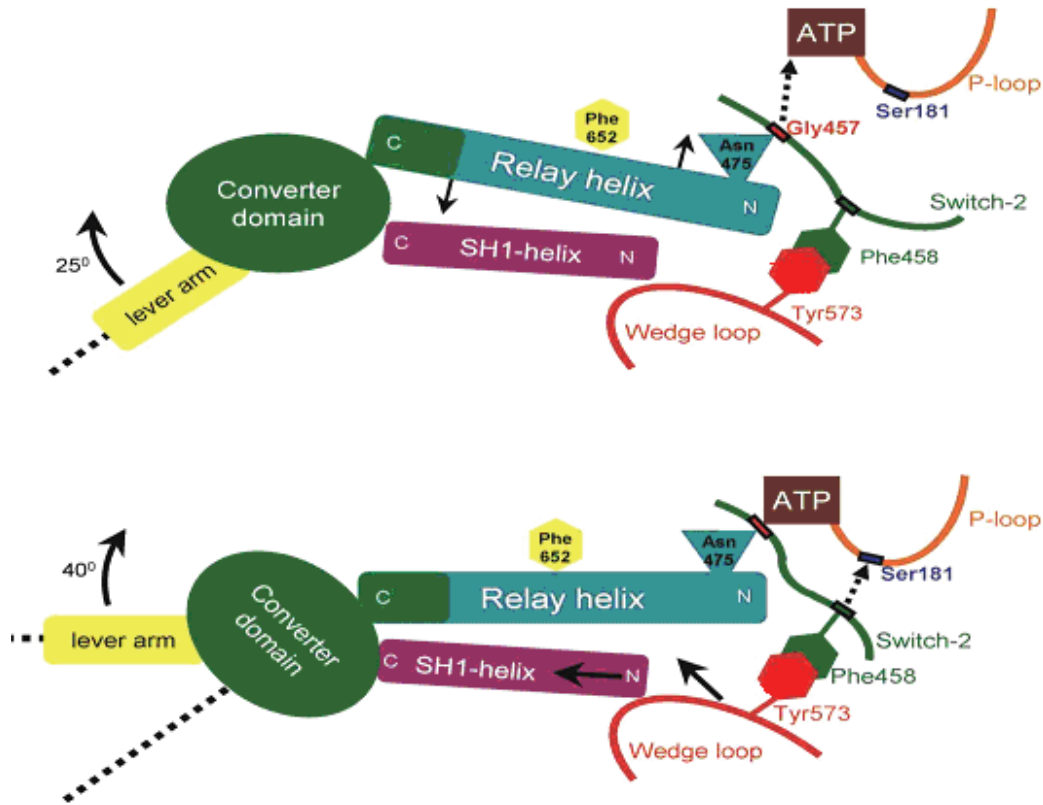 ATP
P-loop
Ser181
Phe
652
Gly457
Asn
475
C
Relay helix
N
Converter
domain
Switch-2
C
SH1-helix
N
Phe458
25⁰
lever arm
Tyr573
Wedge loop
ATP
P-loop
Phe
652
Asn
475
Ser181
40⁰
C
Relay helix
N
Converter
domain
lever arm
Switch-2
C
SH1-helix
N
Phe458
Tyr573
Wedge loop